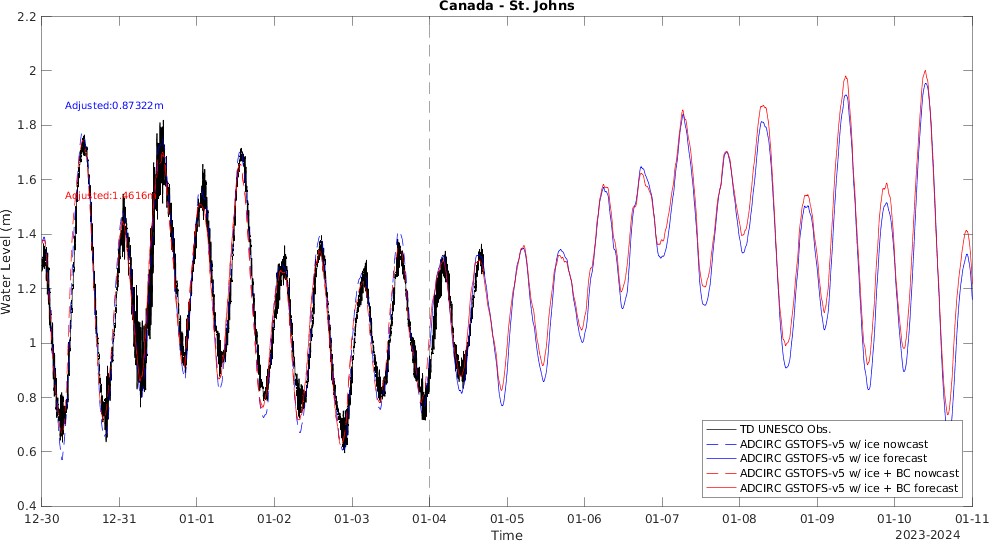 Canada - St. Johns
2.2
2
1.8
1.6
1.4
1.2
1
0.8
0.6
0.4
Water Level (m)
Adjusted:0.87322m
Adjusted:1.4616m
TD UNESCO Obs.
ADCIRC GSTOFS-v5 w/ ice nowcast
ADCIRC GSTOFS-v5 w/ ice forecast
ADCIRC GSTOFS-v5 w/ ice + BC nowcast
ADCIRC GSTOFS-v5 w/ ice + BC forecast
12-30 12-31 01-01 01-02 01-03 01-04 01-05 01-06 01-07 01-08 01-09 01-10 01-11
Time
2023-2024